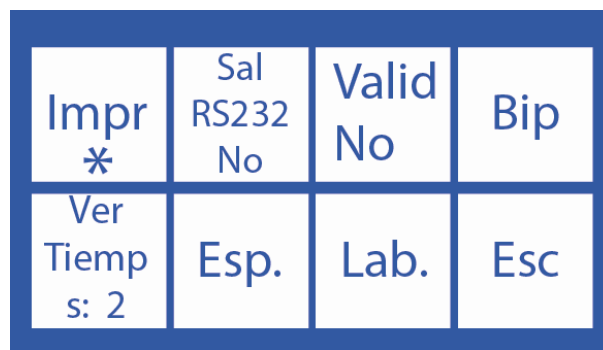 Impr
*
Sal
RS232
No
Valid
No
Bip
Ver
Tiemp
s: 2
Esp.
Lab.
Esc